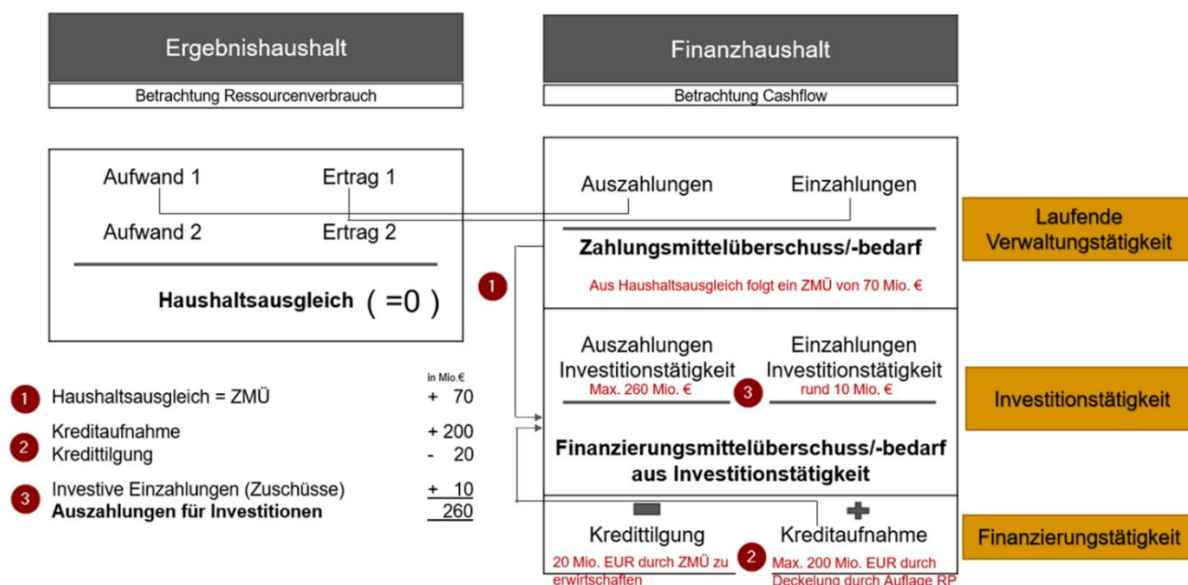 Ergebnishaushalt
Betrachtung Ressourcenverbrauch
Aufwand 1 Ertrag 1
Aufwand 2 Ertrag 2
Haushaltsausgleich ( =0 )
in Mio.€
1 Haushaltsausgleich = ZMÜ + 70
2 Kreditaufnahme + 200
Kredittilgung - 20
3 Investive Einzahlungen (Zuschüsse) + 10
Auszahlungen für Investitionen 260
Finanzhaushalt
Betrachtung Cashflow
Auszahlungen Einzahlungen
Zahlungsmittelüberschuss/-bedarf
1
Aus Haushaltsausgleich folgt ein ZMÜ von 70 Mio. €
Auszahlungen Einzahlungen
Investitionstätigkeit Investitionstätigkeit
Max. 260 Mio. € 3 rund 10 Mio. €
Finanzierungsmittelüberschuss/-bedarf
aus Investitionstätigkeit
Kredittilgung Kreditaufnahme
20 Mio. EUR durch ZMÜ zu 2 Max. 200 Mio. EUR durch
erwirtschaften Deckelung durch Auflage RP
Laufende
Verwaltungstätigkeit
Investitionstätigkeit
Finanzierungstätigkeit